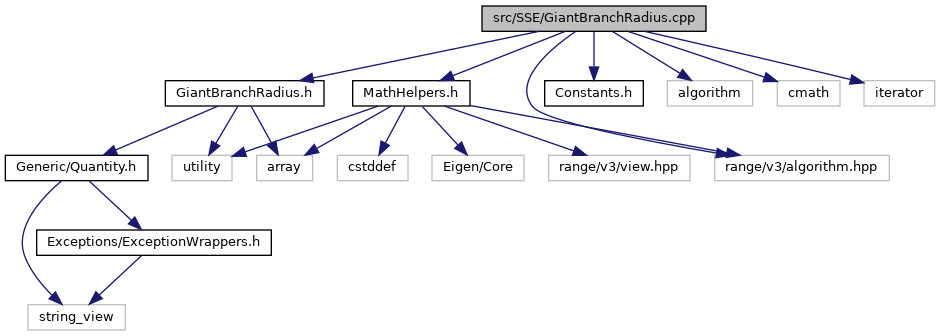 src/SSE/GiantBranchRadius.cpp
GiantBranchRadius.h
MathHelpers.h
Constants.h
algorithm
cmath
iterator
Generic/Quantity.h
utility
array
cstddef
Eigen/Core
range/v3/view.hpp
range/v3/algorithm.hpp
Exceptions/ExceptionWrappers.h
string_view